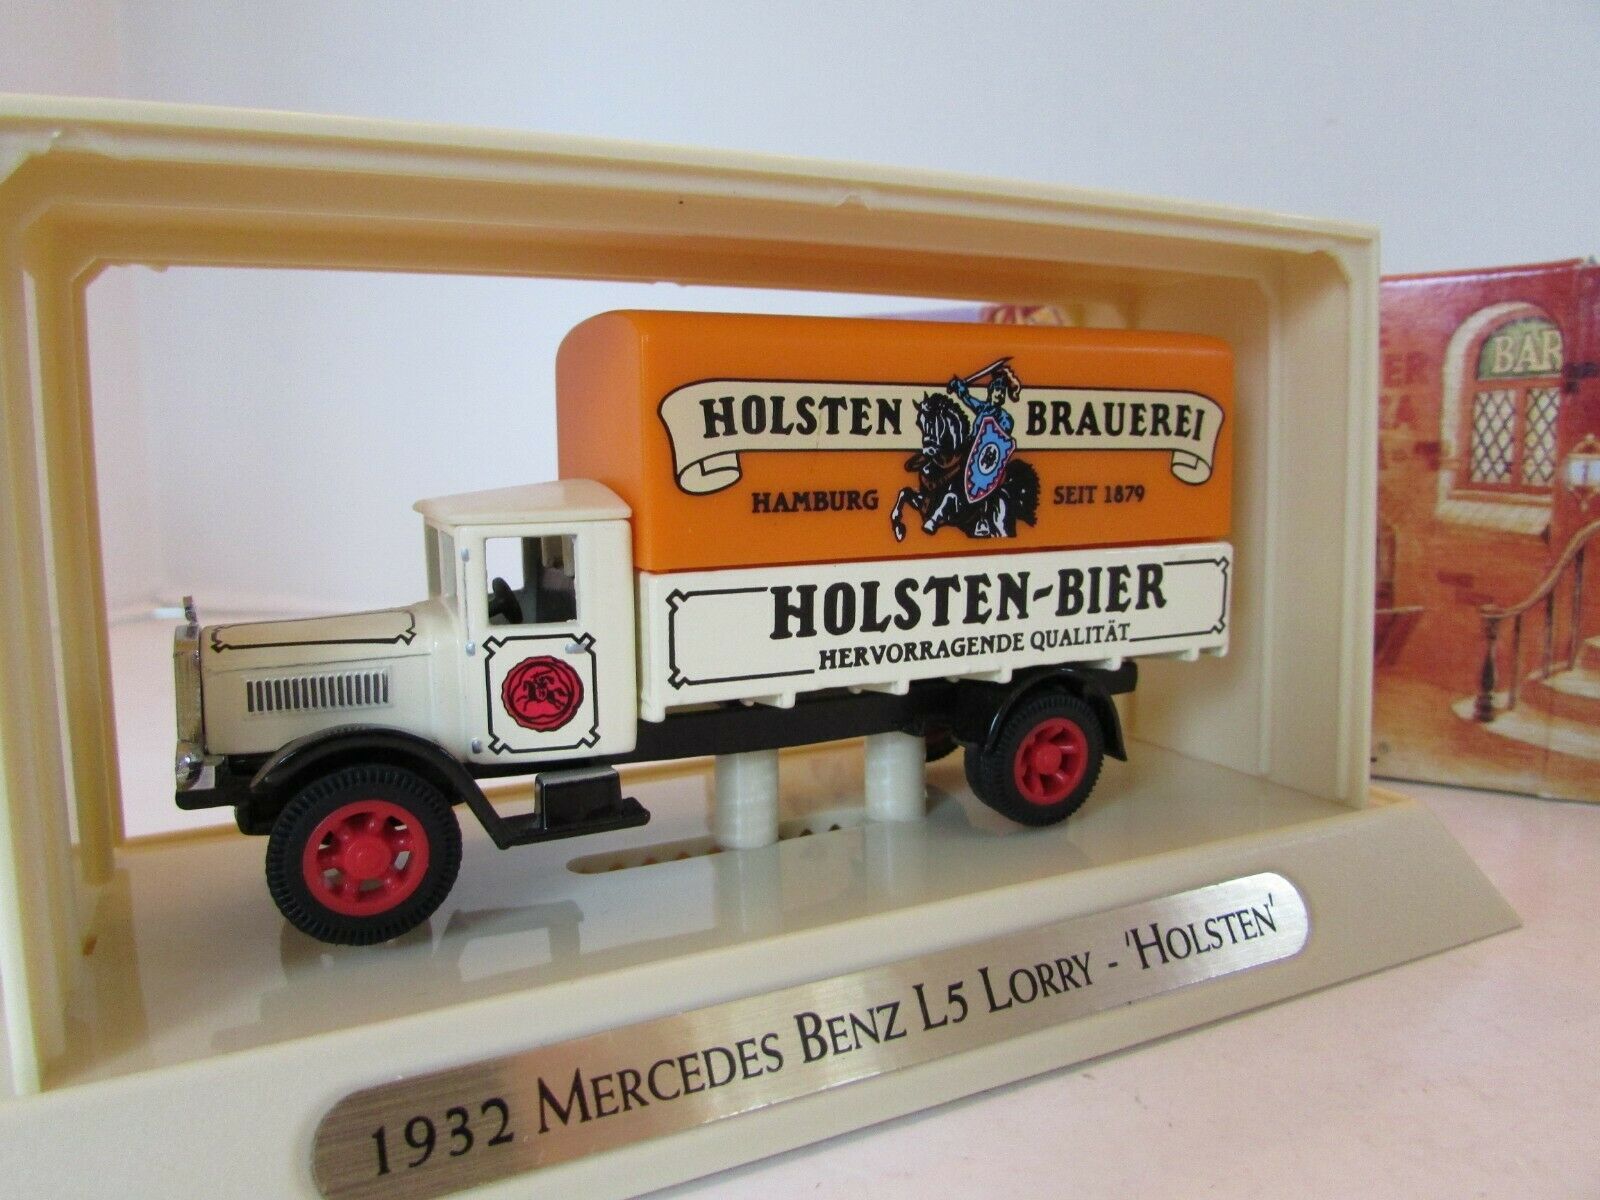 HOLSTEN BRAUEREI
HAMBURG SEIT 1879
HOLSTEN-BIER
HERVORRAGENDE QUALITÄT
BAR
1932 MERCEDES BENZ L5 LORRY - 'HOLSTEN'